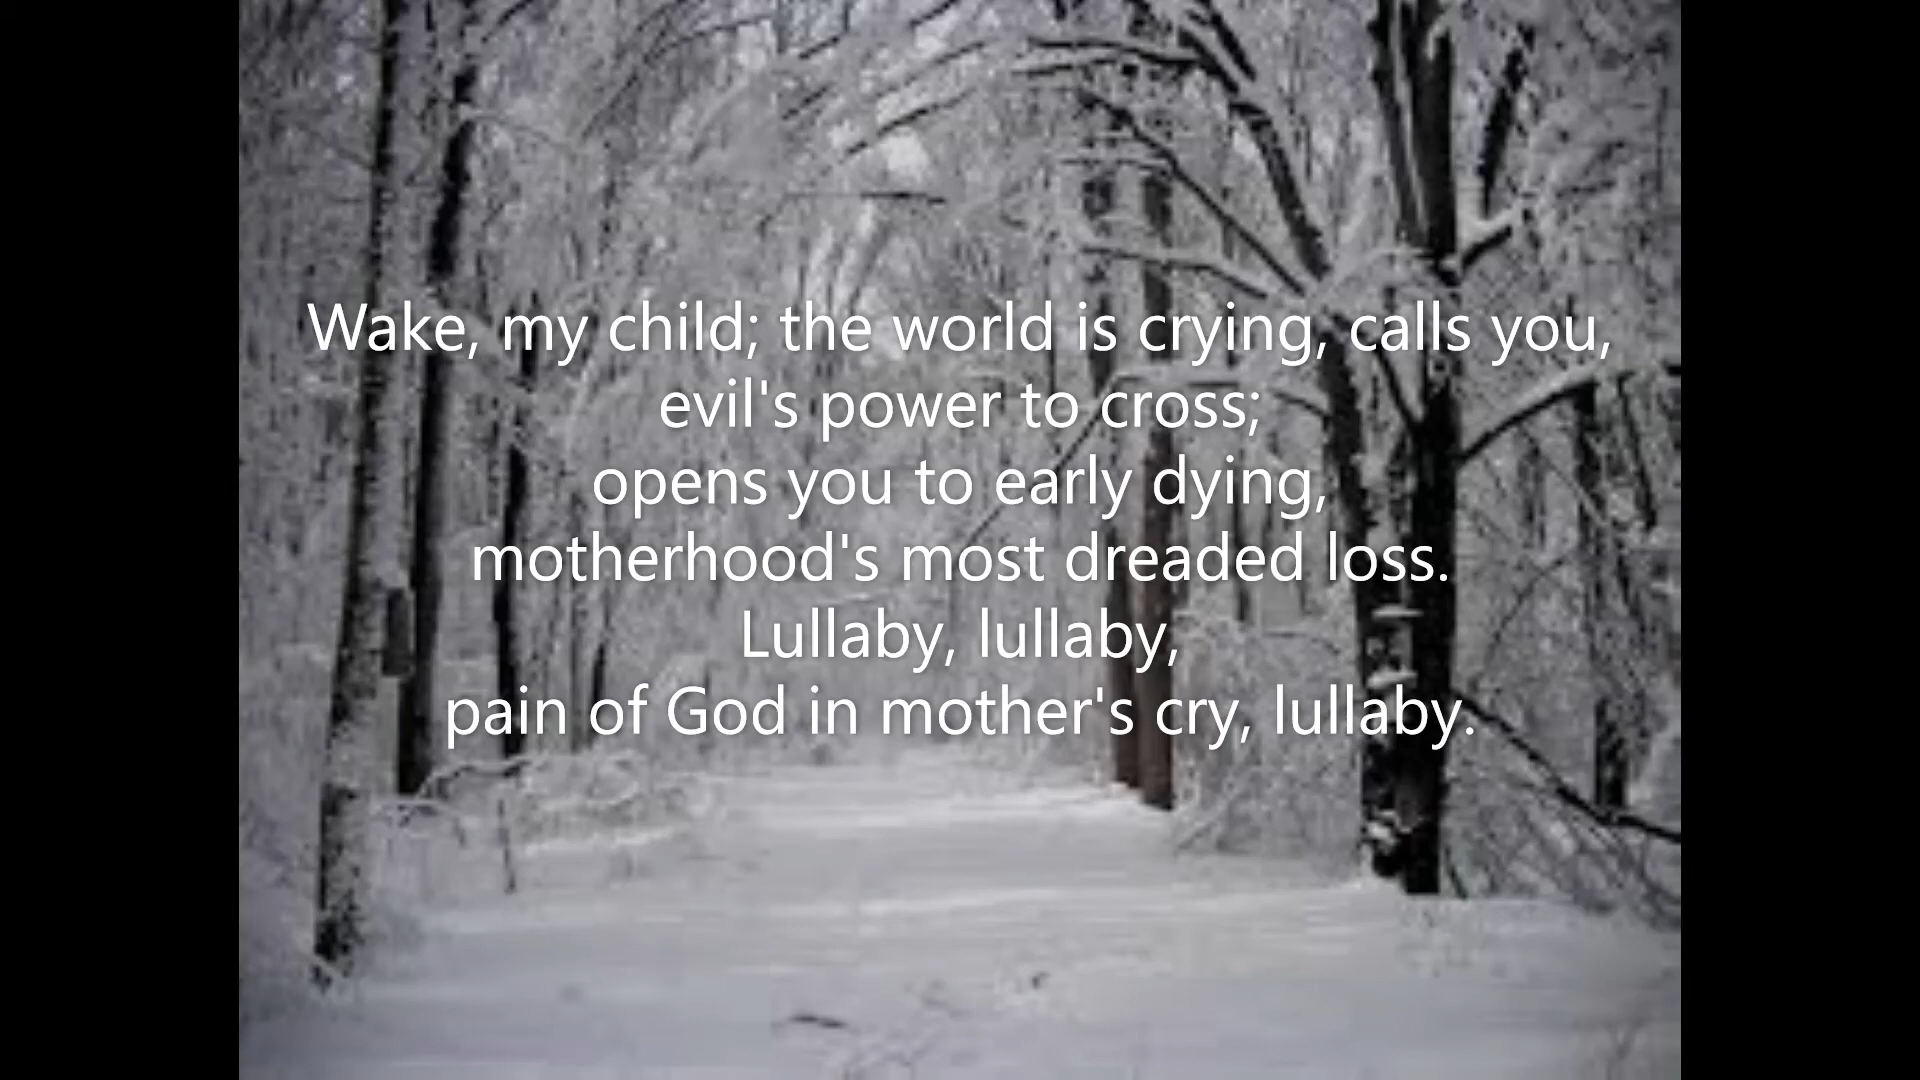 Wake, my child; the world is crying, calls you,
evil's power to cross;
opens you to early dying,
motherhood's most dreaded loss.
Lullaby, lullaby,
pain of God in mother's cry, lullaby.